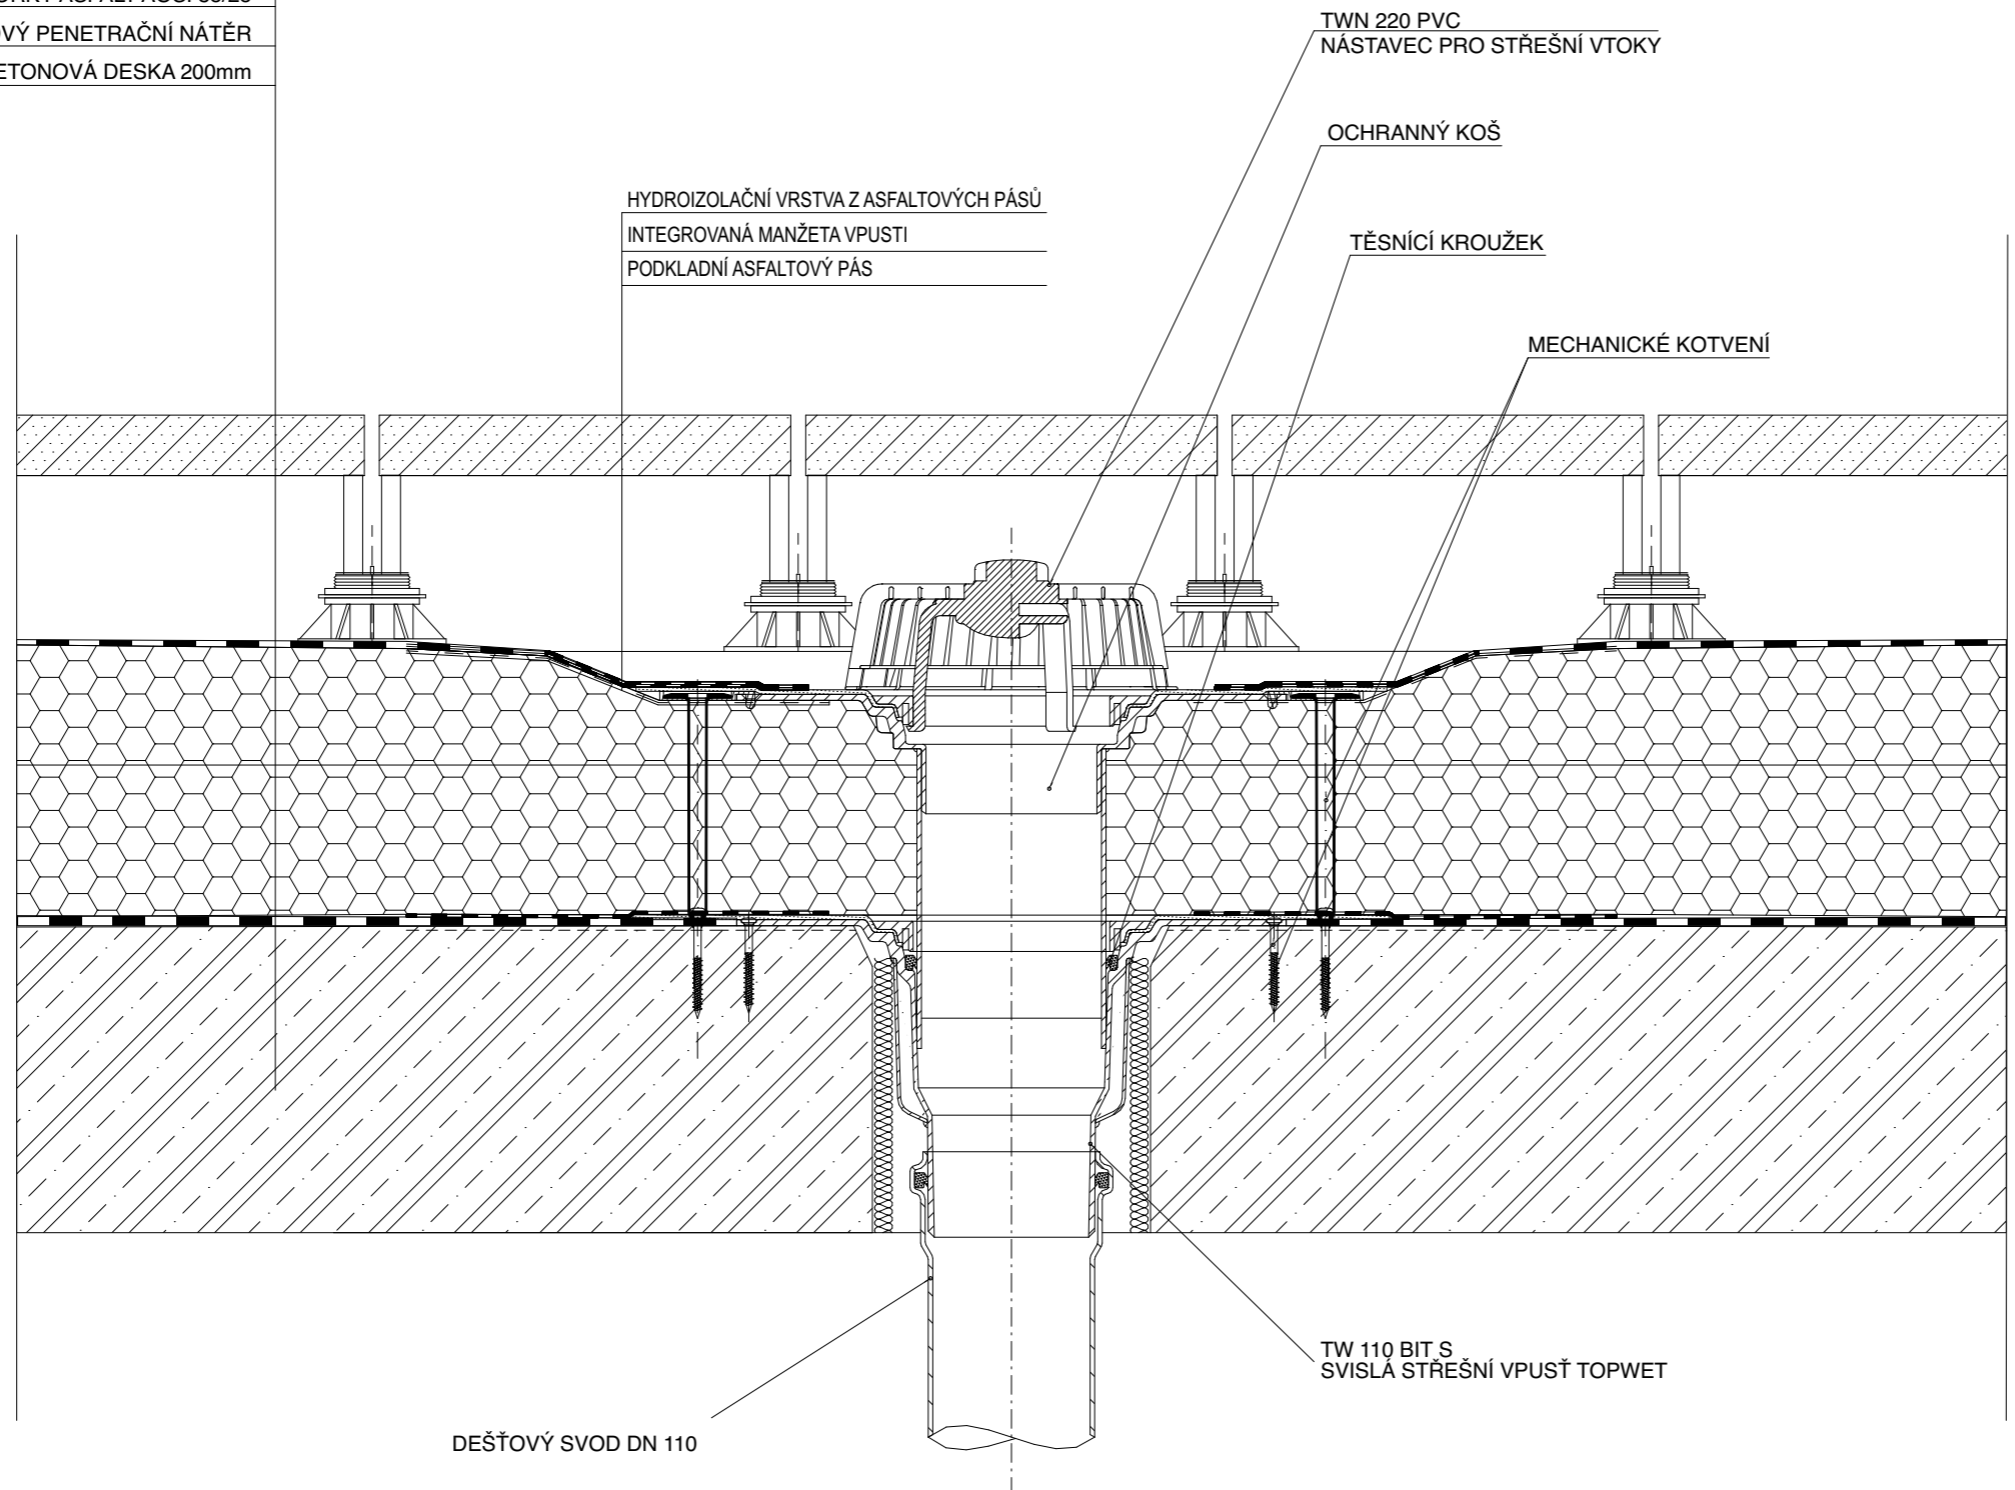 PENETRAČNÍ NÁTĚR
DESKA 200mm
TWN 220 PVC
NÁSTAVEC PRO STŘEŠNÍ VTOKY
OCHRANNÝ KOŠ
HYDROIZOLAČNÍ VRSTVA Z ASFALTOVÝCH PÁSŮ
INTEGROVANÁ MANŽETA VPUSTI
PODKLADNÍ ASFALTOVÝ PÁS
TĚSNÍCÍ KROUŽEK
MECHANICKÉ KOTVENÍ
TW 110 BIT S
SVISLÁ STŘEŠNÍ VPUSŤ TOPWET
DEŠŤOVÝ SVOD DN 110